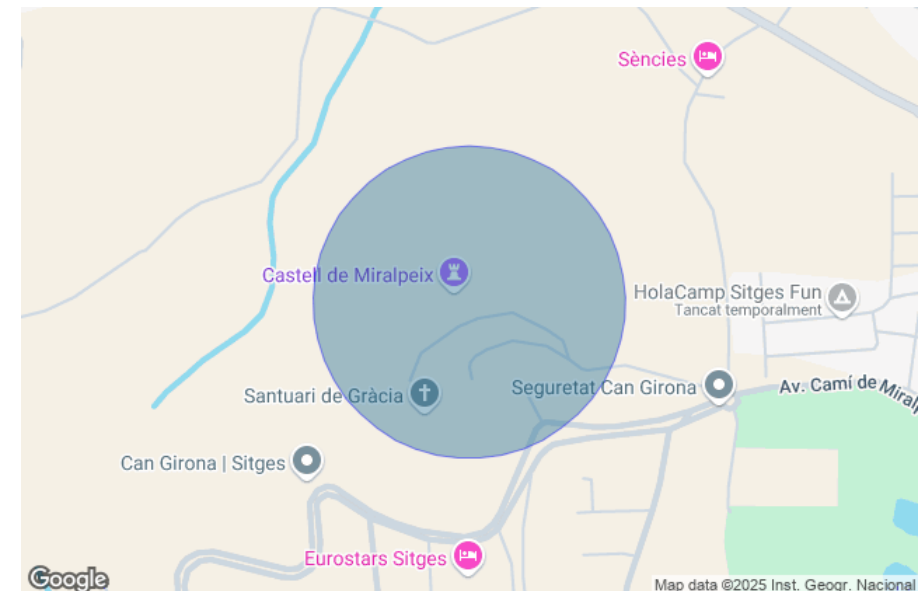 Sències
Castell de Miralpeix
HolaCamp Sitges Fun
Tancat temporalment
Santuari de Gràcia
Seguretat Can Girona
Av. Camí de Miralp
Can Girona | Sitges
Eurostars Sitges
Google
Map data ©2025 Inst. Geogr. Nacional